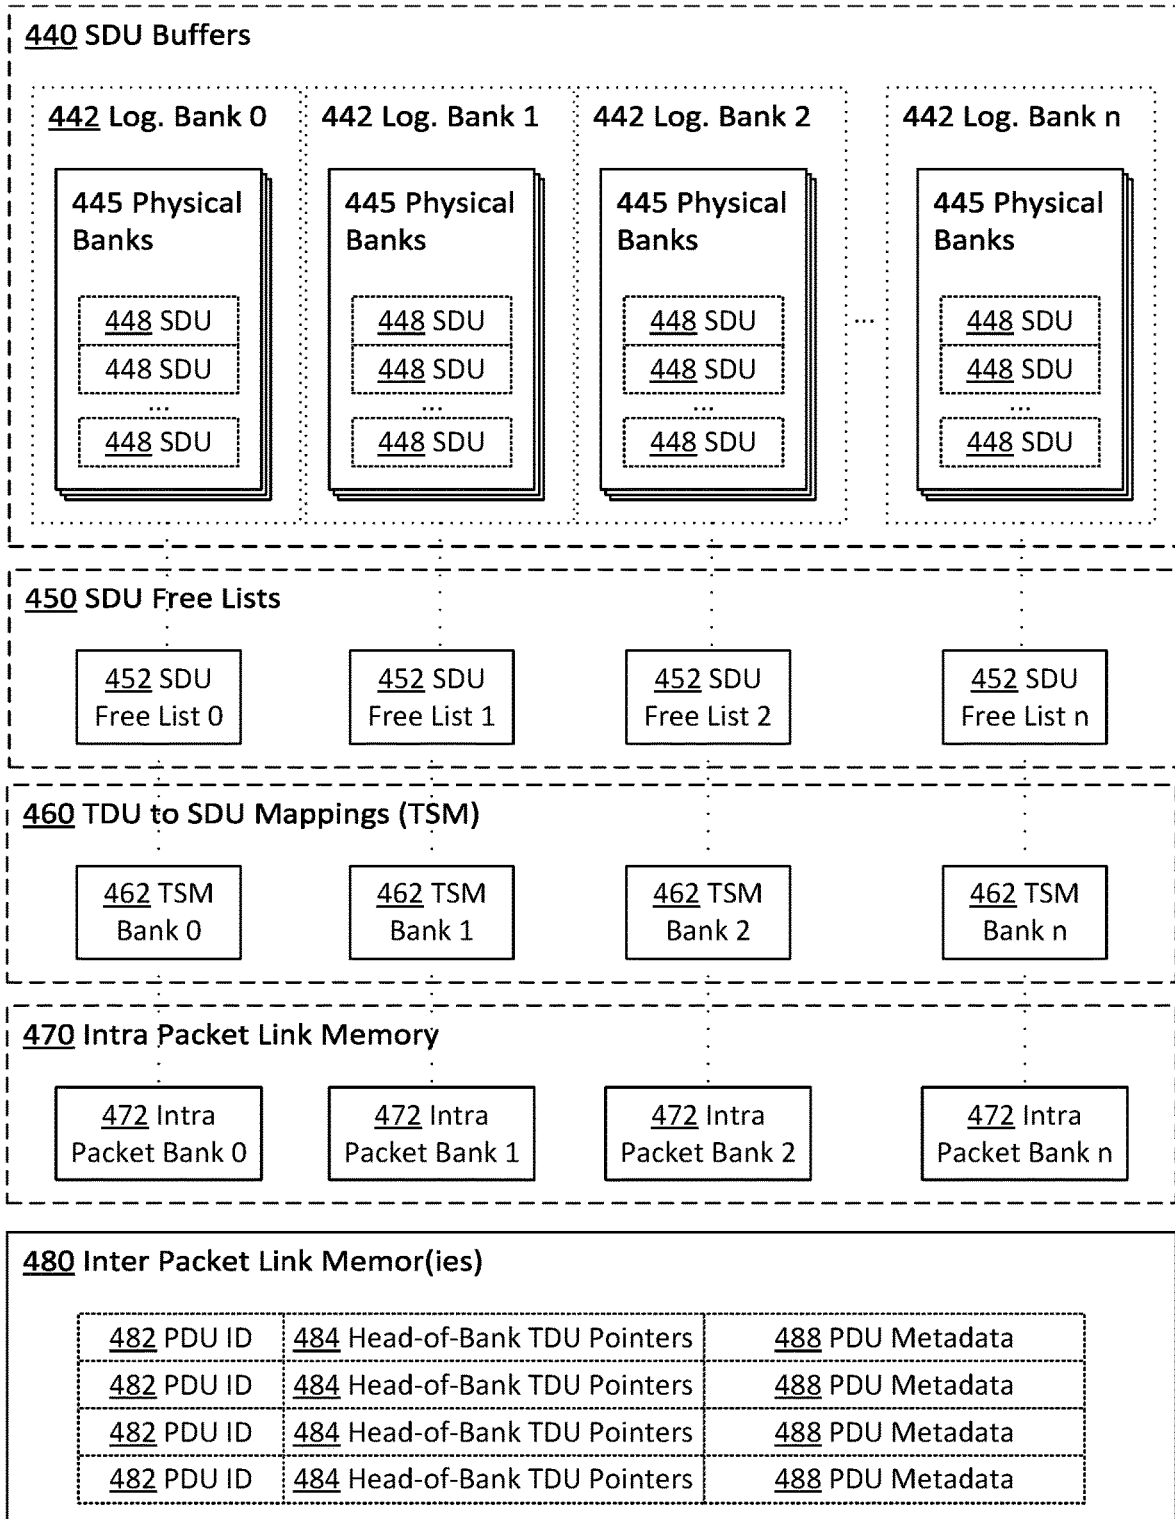 440 SDU Buffers
442 Log. Bank 0 442 Log. Bank 1 442 Log. Bank 2 442 Log. Bank n
445 Physical 445 Physical 445 Physical 445 Physical
Banks Banks Banks Banks
448 SDU 448 SDU 448 SDU ... 448 SDU
448 SDU 448 SDU 448 SDU 448 SDU
... ... ... ...
448 SDU 448 SDU 448 SDU 448 SDU
450 SDU Free Lists
452 SDU 452 SDU 452 SDU 452 SDU
Free List 0 Free List 1 Free List 2 Free List n
460 TDU to SDU Mappings (TSM)
462 TSM 462 TSM 462 TSM 462 TSM
Bank 0 Bank 1 Bank 2 Bank n
470 Intra Packet Link Memory
472 Intra 472 Intra 472 Intra 472 Intra
Packet Bank 0 Packet Bank 1 Packet Bank 2 Packet Bank n
480 Inter Packet Link Memor(ies)
482 PDU ID 484 Head-of-Bank TDU Pointers 488 PDU Metadata
482 PDU ID 484 Head-of-Bank TDU Pointers 488 PDU Metadata
482 PDU ID 484 Head-of-Bank TDU Pointers 488 PDU Metadata
482 PDU ID 484 Head-of-Bank TDU Pointers 488 PDU Metadata